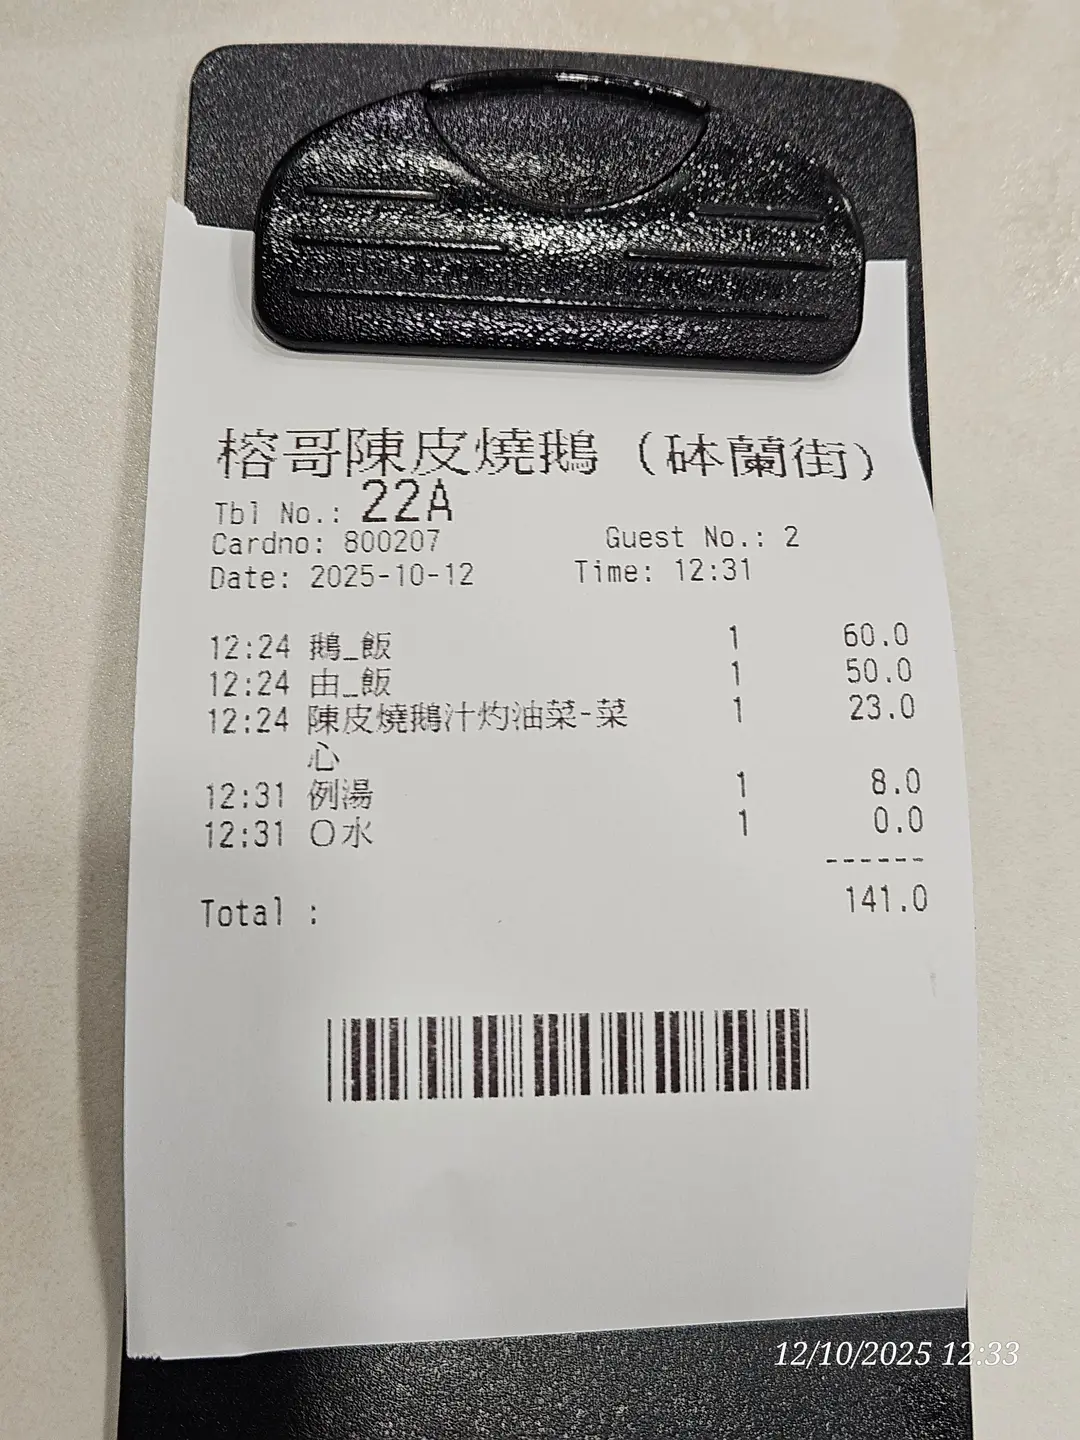 榕哥陳皮燒鵝（砵蘭街）
Tbl No.: 22A
Cardno: 800207 Guest No.: 2
Date: 2025-10-12 Time: 12:31
12:24 鵝_飯 1 60.0
12:24 由_飯 1 50.0
12:24 陳皮燒鵝汁灼油菜-菜 1 23.0
心
12:31 例湯 1 8.0
12:31 O水 1 0.0
------
Total : 141.0
12/10/2025 12:33